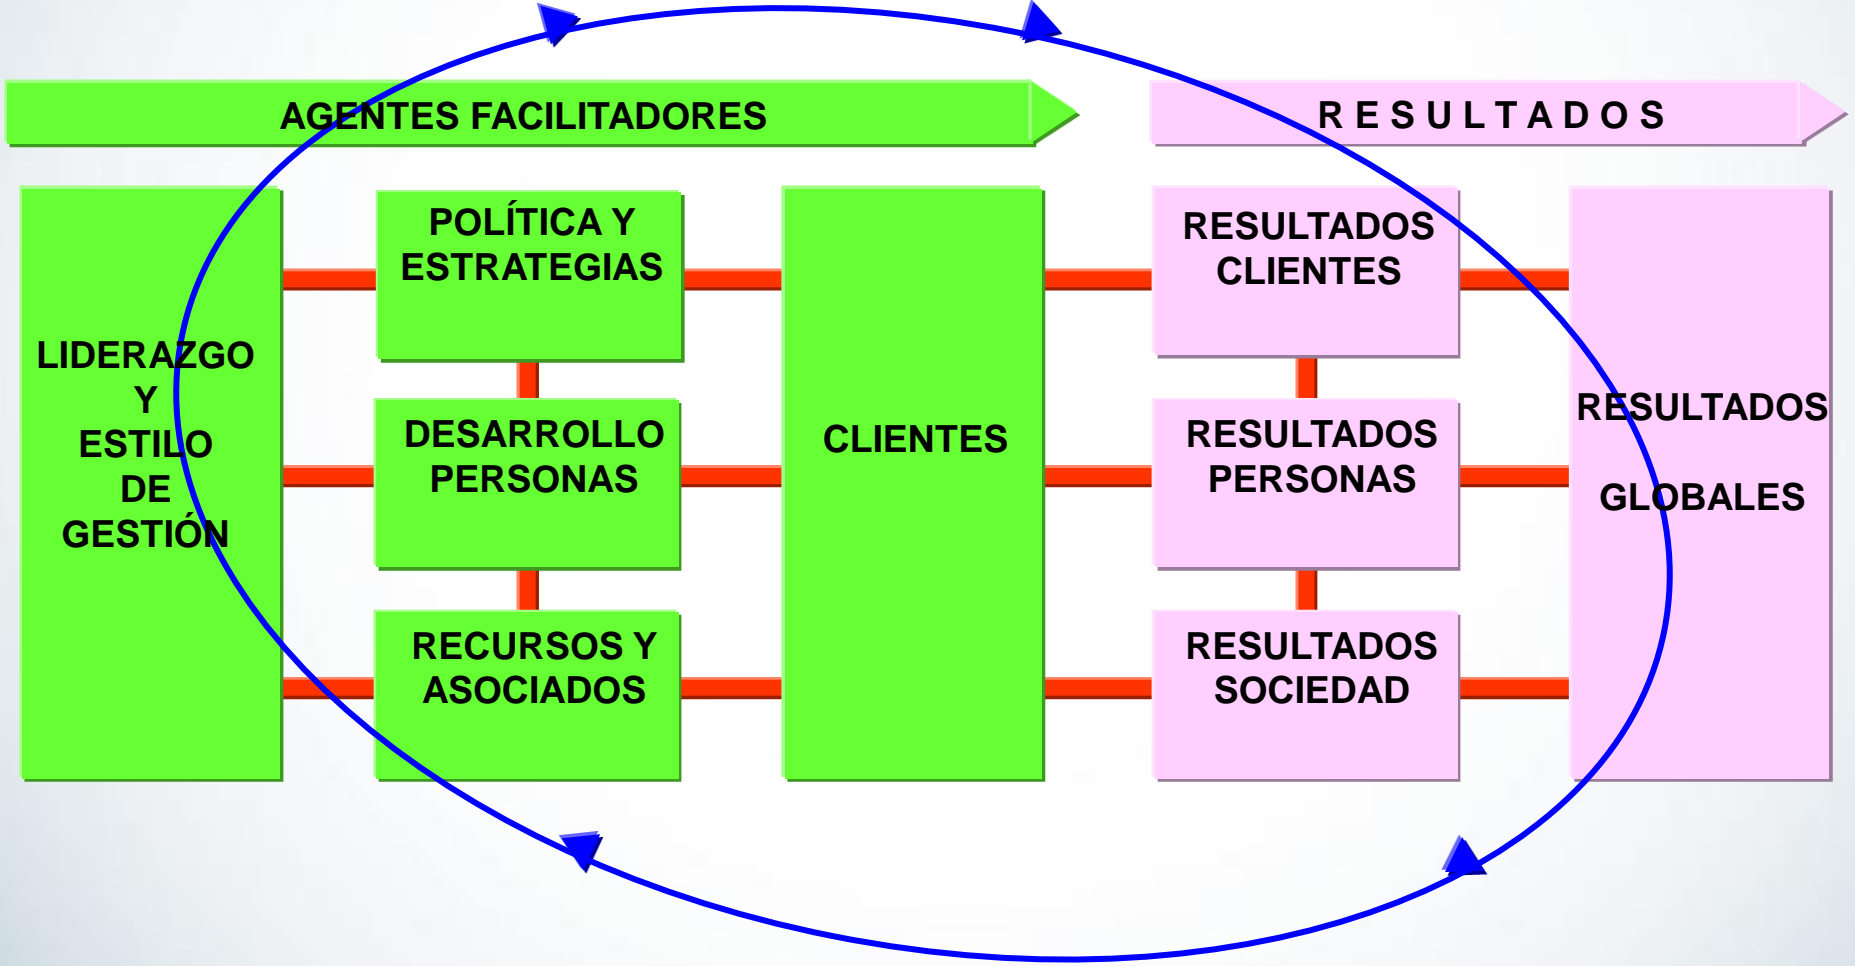 AGENTES FACILITADORES
R E S U L T A D O S
LIDERAZGO
Y
ESTILO
DE
GESTIÓN
POLÍTICA Y
ESTRATEGIAS
DESARROLLO
PERSONAS
RECURSOS Y
ASOCIADOS
CLIENTES
RESULTADOS
CLIENTES
RESULTADOS
PERSONAS
RESULTADOS
SOCIEDAD
RESULTADOS
GLOBALES